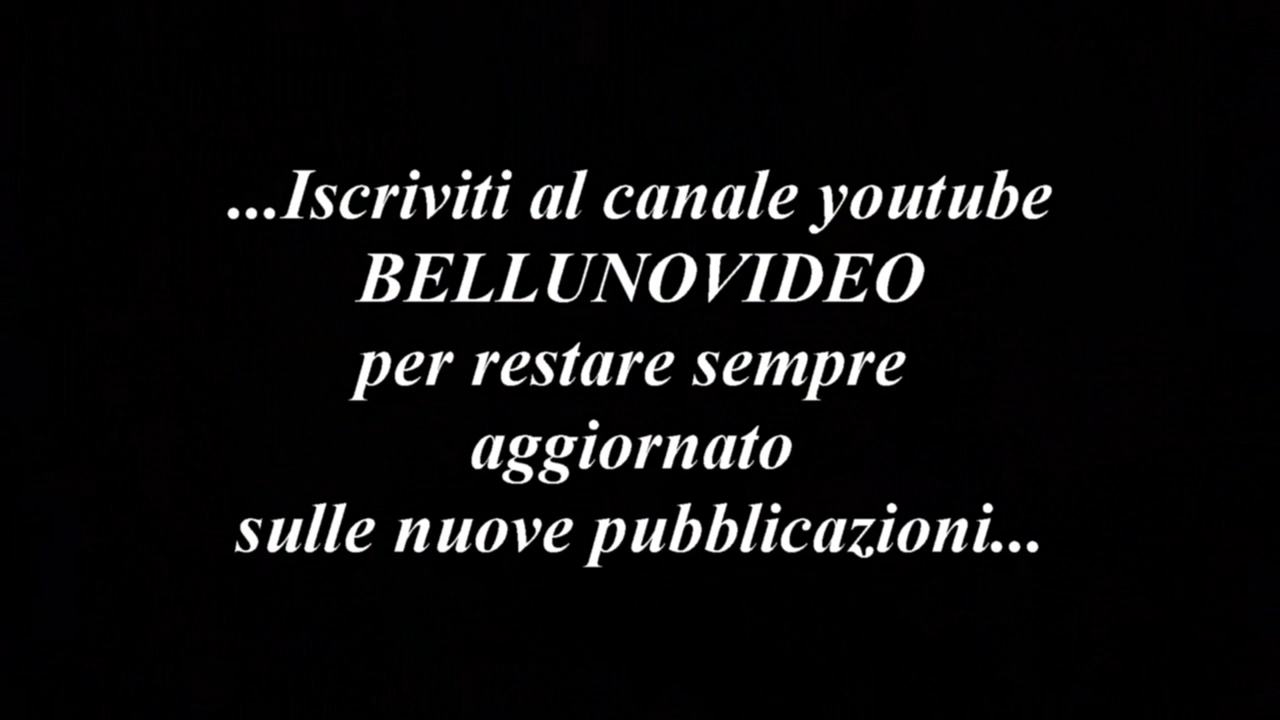 ...Iscriviti al canale youtube
BELLUNOVIDEO
per restare sempre
aggiornato
sulle nuove pubblicazioni...